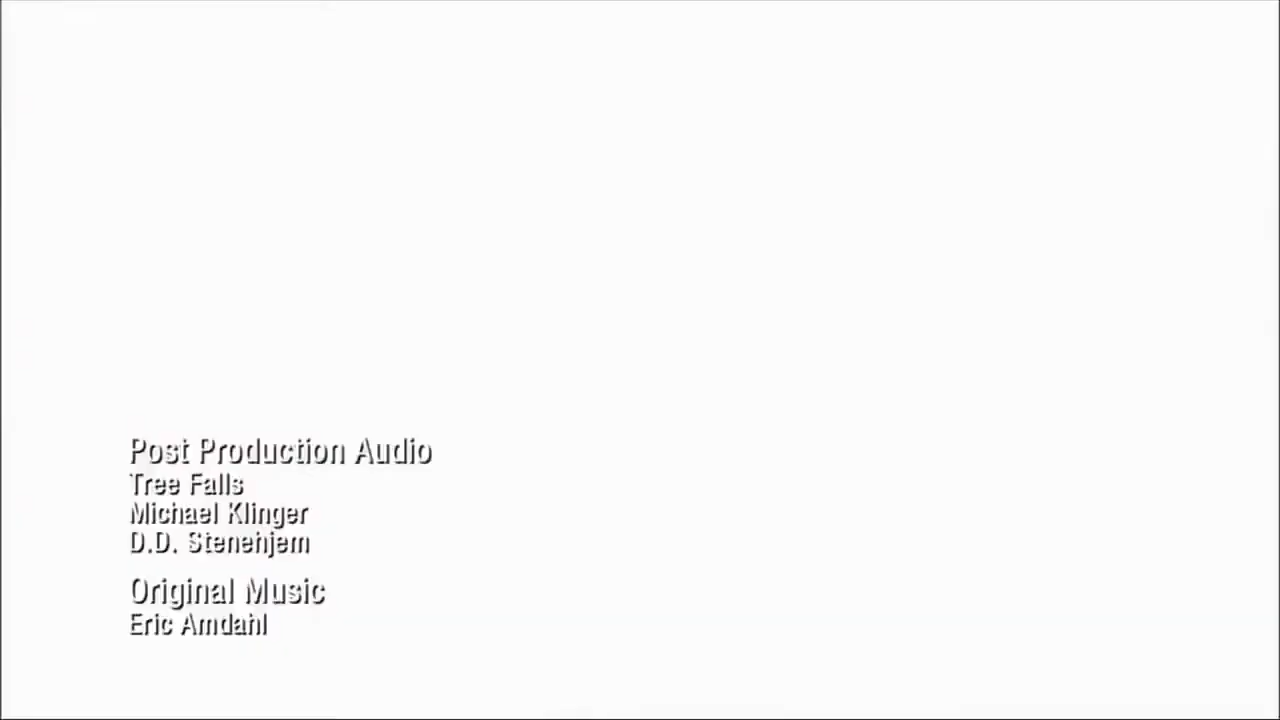 Post Production Audio
Tree Falls
Michael Klinger
D.D. Stenehjem
Original Music
Eric Amdahl